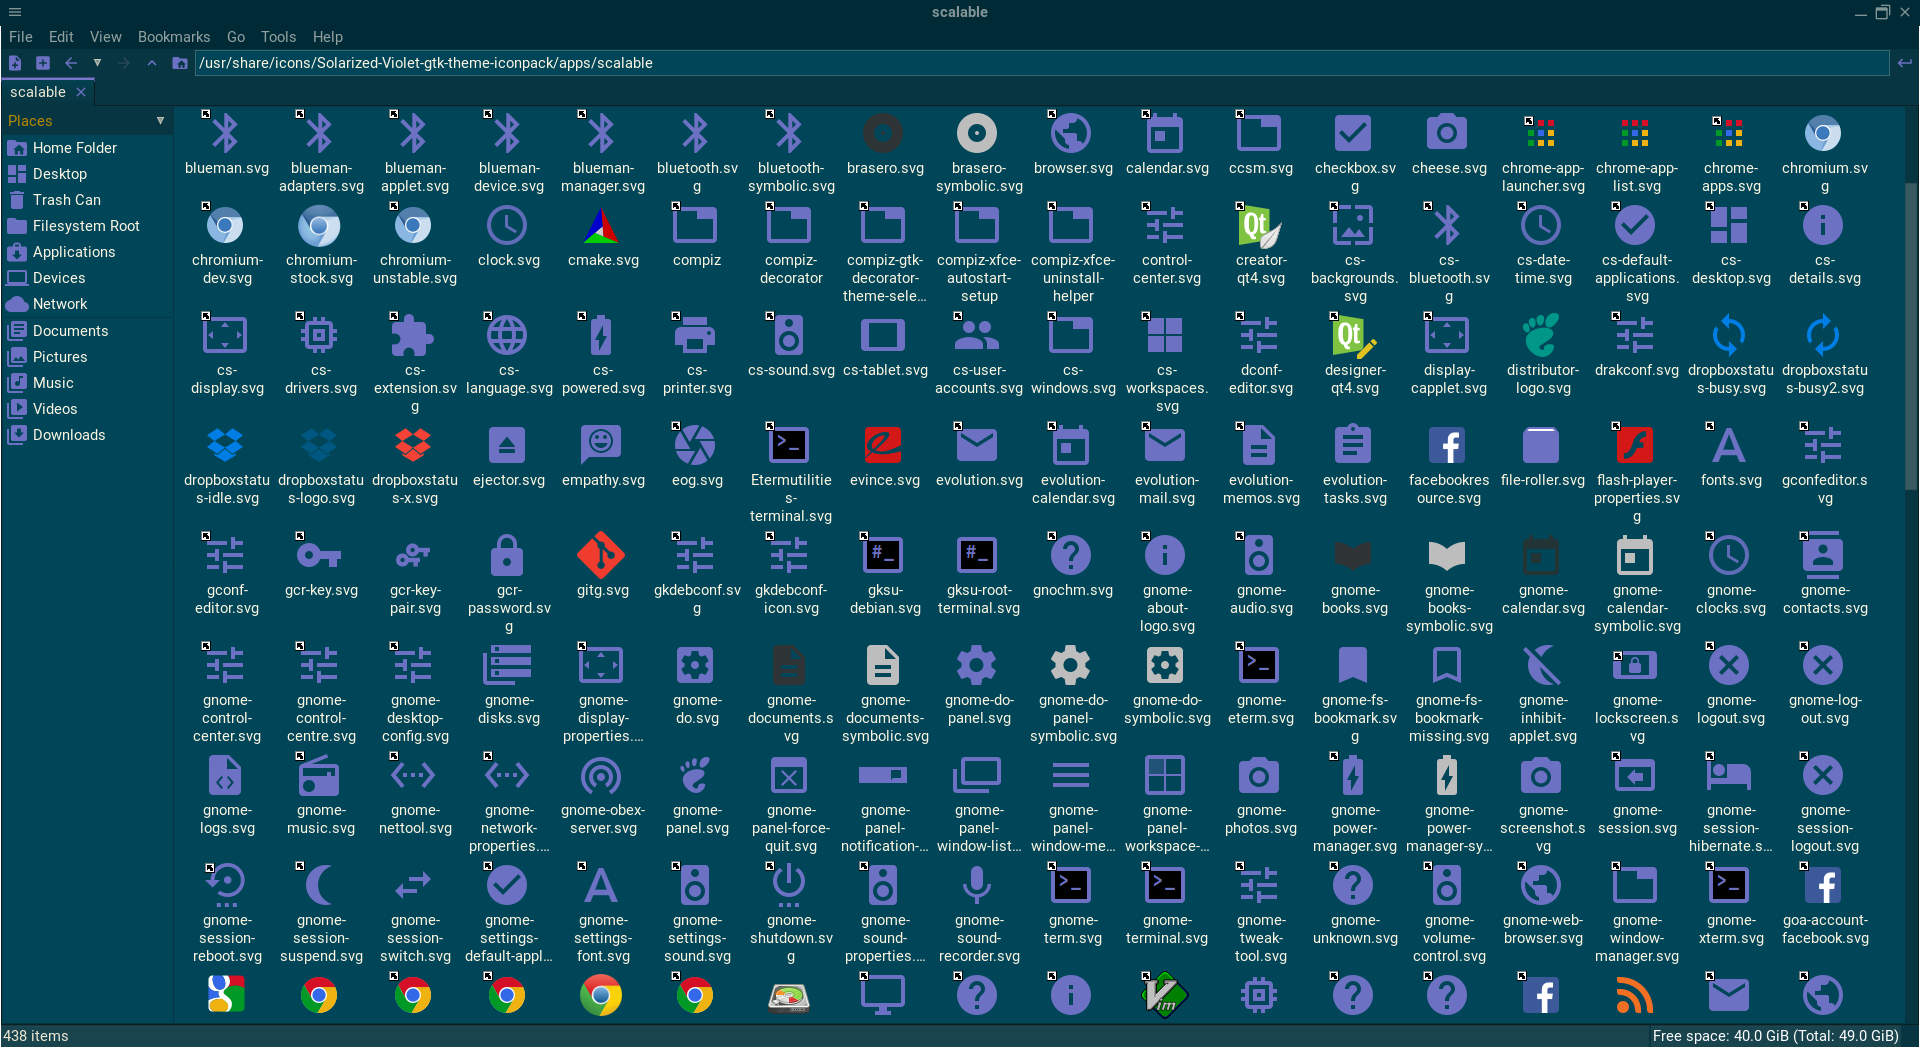 scalable
File Edit View Bookmarks Go Tools Help
/usr/share/icons/Solarized-Violet-gtk-theme-iconpack/apps/scalable
scalable
Places
Home Folder
Desktop
Trash Can
Filesystem Root
Applications
Devices
Network
Documents
Pictures
Music
Videos
Downloads
blueman.svg blueman- blueman- blueman- blueman- bluetooth.sv bluetooth- brasero.svg brasero- browser.svg calendar.svg ccsm.svg checkbox.sv cheese.svg chrome-app- chrome-app- chrome- chromium.sv
adapters.svg applet.svg device.svg manager.svg g symbolic.svg symbolic.svg g launcher.svg list.svg apps.svg g
chromium- chromium- chromium- clock.svg cmake.svg compiz compiz- compiz-gtk- compiz-xfce- compiz-xfce- control- creator- cs- cs- cs-date- cs-default- cs- cs-
dev.svg stock.svg unstable.svg decorator decorator- autostart- uninstall- center.svg qt4.svg backgrounds. bluetooth.sv time.svg applications. desktop.svg details.svg
theme-sele... setup helper svg g svg
cs- cs- cs- cs- cs- cs- cs-sound.svg cs-tablet.svg cs-user- cs- cs- dconf- designer- display- distributor- drakconf.svg dropboxstatu dropboxstatu
display.svg drivers.svg extension.sv language.svg powered.svg printer.svg accounts.svg windows.svg workspaces. editor.svg qt4.svg capplet.svg logo.svg s-busy.svg s-busy2.svg
g svg
dropboxstatu dropboxstatu dropboxstatu ejector.svg empathy.svg eog.svg Etermutilitie evince.svg evolution.svg evolution- evolution- evolution- evolution- facebookres file-roller.svg flash-player- fonts.svg gconfeditor.s
s-idle.svg s-logo.svg s-x.svg s- calendar.svg mail.svg memos.svg tasks.svg ource.svg properties.sv vg
terminal.svg g
#_ #_
gconf- gcr-key.svg gcr-key- gcr- gitg.svg gkdebconf.sv gkdebconf- gksu- gksu-root- gnochm.svg gnome- gnome- gnome- gnome- gnome- gnome- gnome- gnome-
editor.svg pair.svg password.sv g icon.svg debian.svg terminal.svg about- audio.svg books.svg books- calendar.svg calendar- clocks.svg contacts.svg
g logo.svg symbolic.svg symbolic.svg
gnome- gnome- gnome- gnome- gnome- gnome- gnome- gnome- gnome-do- gnome-do- gnome-do- gnome- gnome-fs- gnome-fs- gnome- gnome- gnome- gnome-log-
control- control- desktop- disks.svg display- do.svg documents.s documents- panel.svg panel- symbolic.svg eterm.svg bookmark.sv bookmark- inhibit- lockscreen.s logout.svg out.svg
center.svg centre.svg config.svg properties.... vg symbolic.svg symbolic.svg g missing.svg applet.svg vg
gnome- gnome- gnome- gnome- gnome-obex- gnome- gnome- gnome- gnome- gnome- gnome- gnome- gnome- gnome- gnome- gnome- gnome- gnome-
logs.svg music.svg nettool.svg network- server.svg panel.svg panel-force- panel- panel- panel- panel- photos.svg power- power- screenshot.s session.svg session- session-
properties.... quit.svg notification-... window-list... window-me... workspace-... manager.svg manager-sy... vg hibernate.s... logout.svg
gnome- gnome- gnome- gnome- gnome- gnome- gnome- gnome- gnome- gnome- gnome- gnome- gnome- gnome- gnome-web- gnome- gnome- goa-account-
session- session- session- settings- settings- settings- shutdown.sv sound- sound- term.svg terminal.svg tweak- unknown.svg volume- browser.svg window- xterm.svg facebook.svg
reboot.svg suspend.svg switch.svg default-appl... font.svg sound.svg g properties.... recorder.svg tool.svg control.svg manager.svg
Vim
438 items Free space: 40.0 GiB (Total: 49.0 GiB)